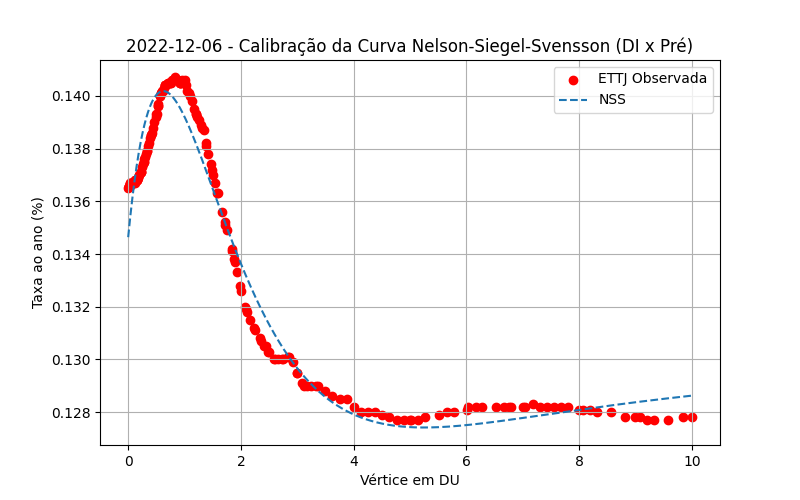 2022-12-06 - Calibração da Curva Nelson-Siegel-Svensson (DI x Pré)
ETTJ Observada
NSS
Taxa ao ano (%)
0.140
0.138
0.136
0.134
0.132
0.130
0.128
0 2 4 6 8 10
Vértice em DU